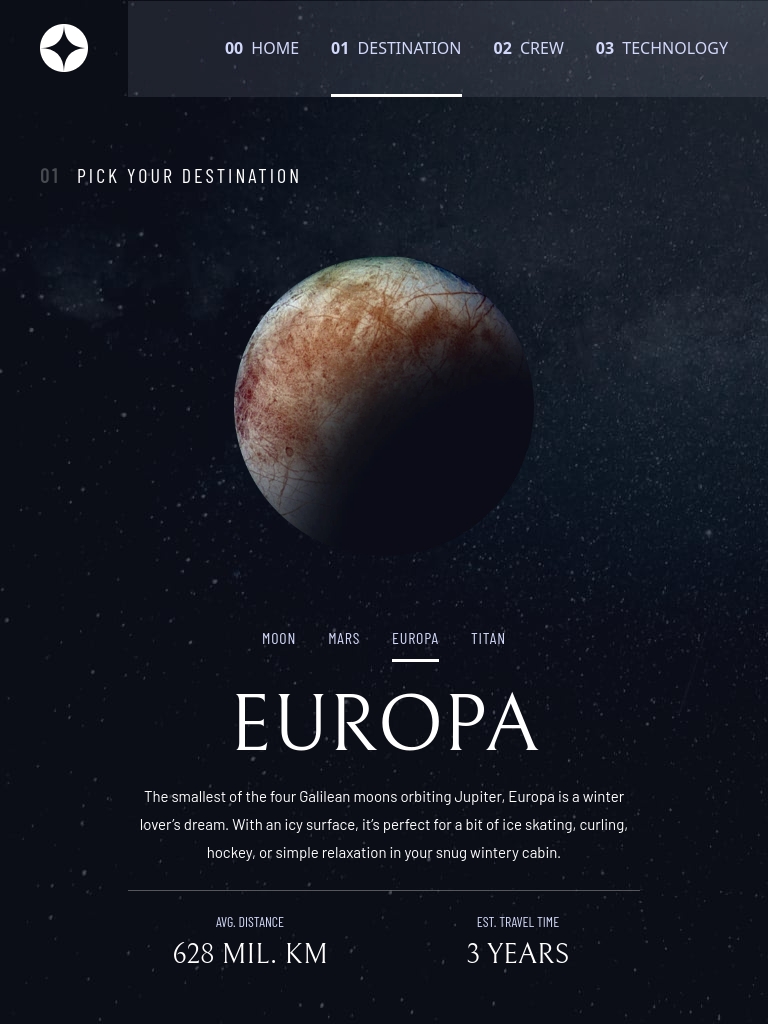 00 HOME 01 DESTINATION 02 CREW 03 TECHNOLOGY
01 PICK YOUR DESTINATION
MOON MARS EUROPA TITAN
EUROPA
The smallest of the four Galilean moons orbiting Jupiter, Europa is a winter
lover’s dream. With an icy surface, it’s perfect for a bit of ice skating, curling,
hockey, or simple relaxation in your snug wintery cabin.
AVG. DISTANCE
628 MIL. KM
EST. TRAVEL TIME
3 YEARS